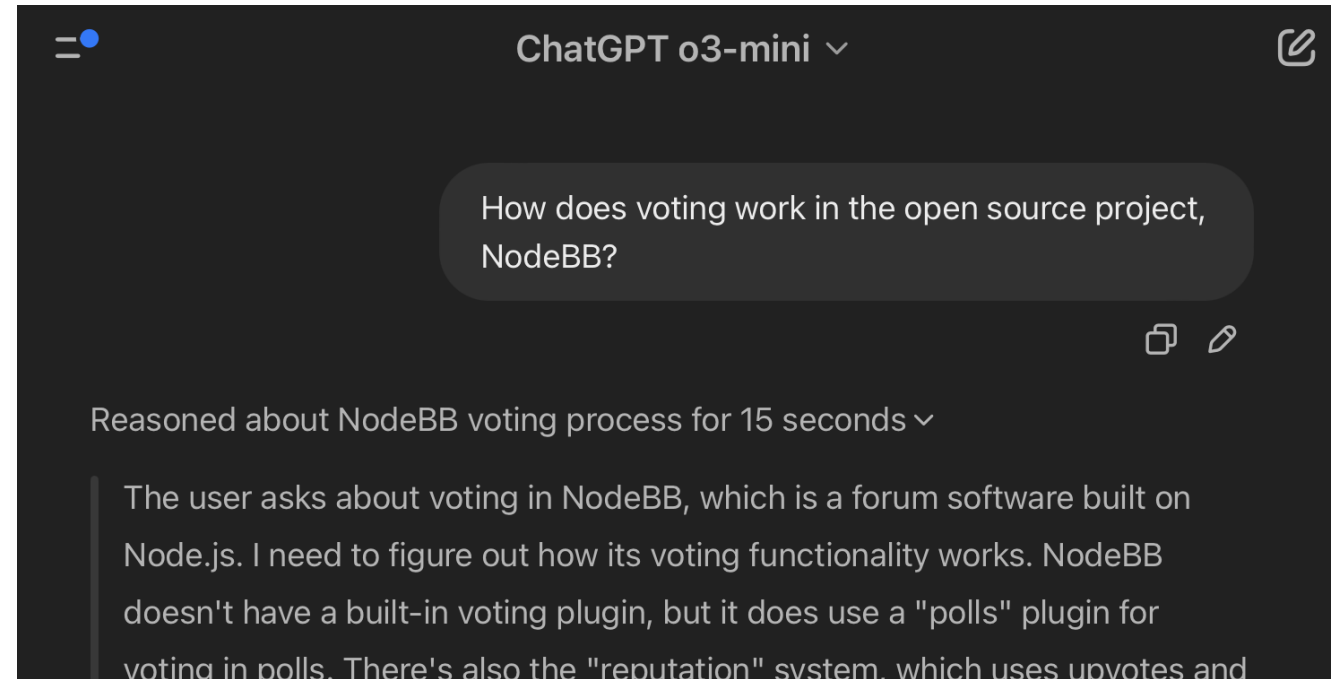 ChatGPT o3-mini
How does voting work in the open source project,
NodeBB?
Reasoned about NodeBB voting process for 15 seconds
The user asks about voting in NodeBB, which is a forum software built on
Node.js. I need to figure out how its voting functionality works. NodeBB
doesn't have a built-in voting plugin, but it does use a "polls" plugin for
voting in polls. There's also the "reputation" system, which uses upvotes and